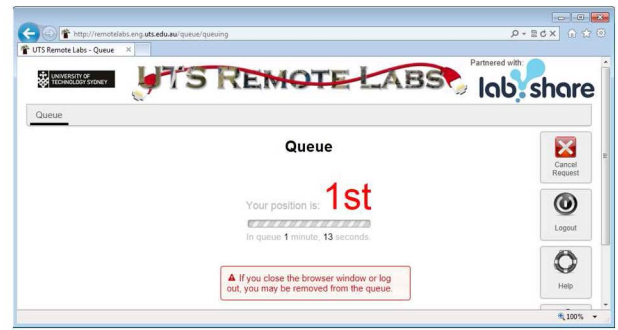 http://remotelabs.eng.uts.edu.au/queue/queuing
UTS Remote Labs - Queue
UNIVERSITY OF
TECHNOLOGY SYDNEY
UTS REMOTE LABS
Partnered with:
labshare
Queue
Queue
Your position is: 1st
In queue 1 minute, 13 seconds.
If you close the browser window or log
out, you may be removed from the queue.
Cancel
Request
Logout
Help
100%